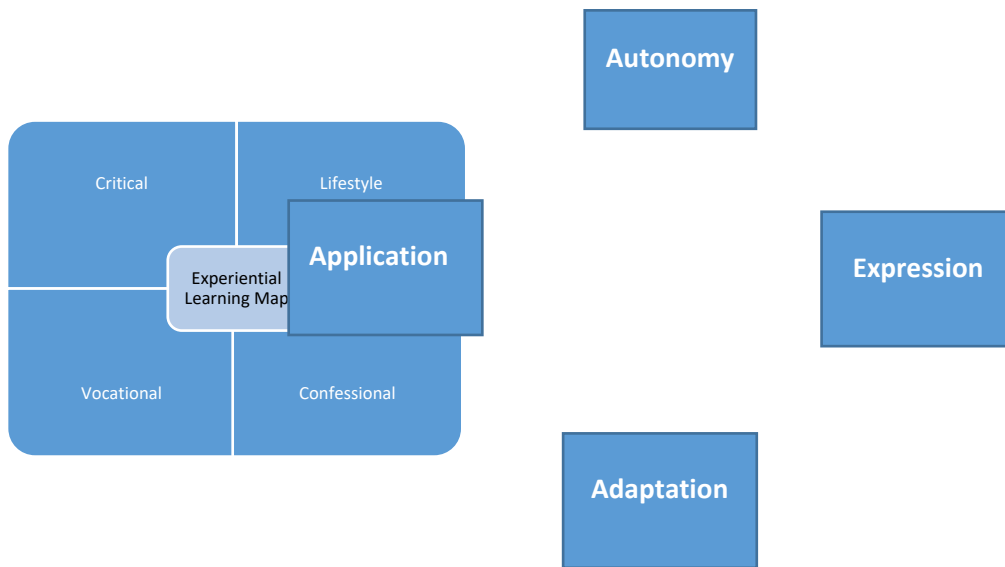 Autonomy
Critical
Lifestyle
Application
Experiential
Learning Map
Expression
Vocational
Confessional
Adaptation